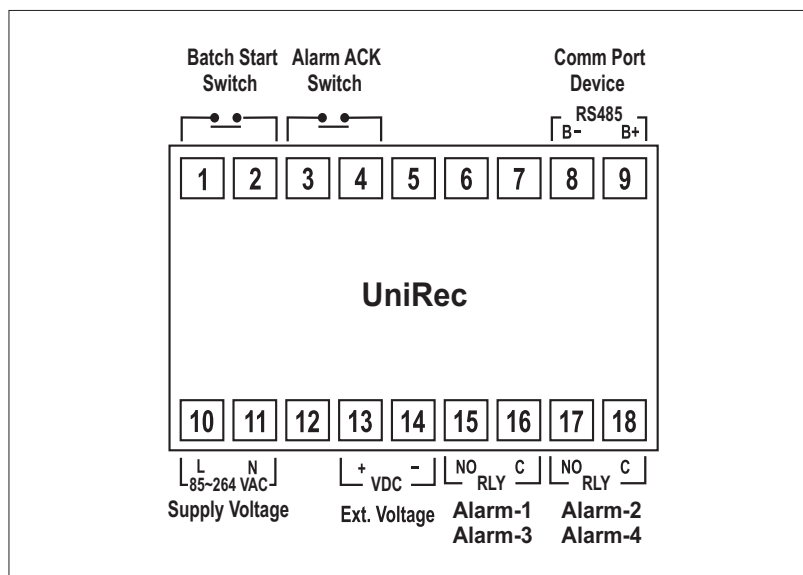 Batch Start Switch
Alarm ACK Switch
Comm Port Device
RS485
B- B+
1 2 3 4 5 6 7 8 9
UniRec
10 11 12 13 14 15 16 17 18
L N
85~264 VAC
Supply Voltage
+ -
VDC
Ext. Voltage
NO C
RLY
Alarm-1
Alarm-3
NO C
RLY
Alarm-2
Alarm-4